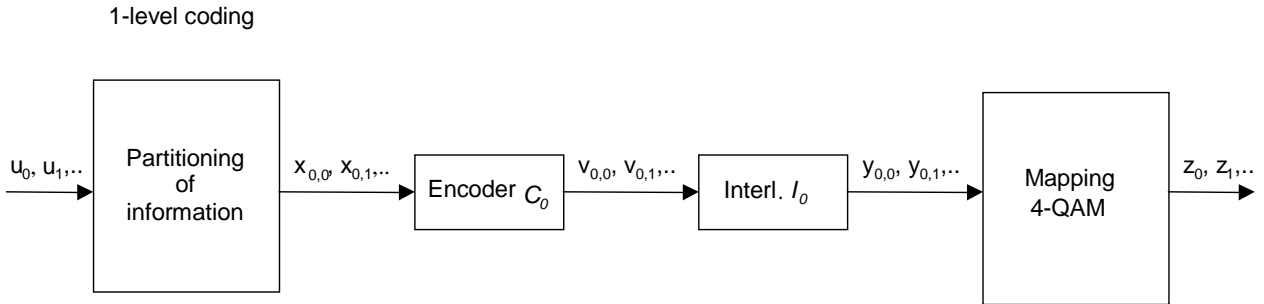 1-level coding
u0, u1,..
Partitioning
of
information
x0,0, x0,1,..
Encoder C0
v0,0, v0,1,..
Interl. I0
y0,0, y0,1,..
Mapping
4-QAM
z0, z1,..